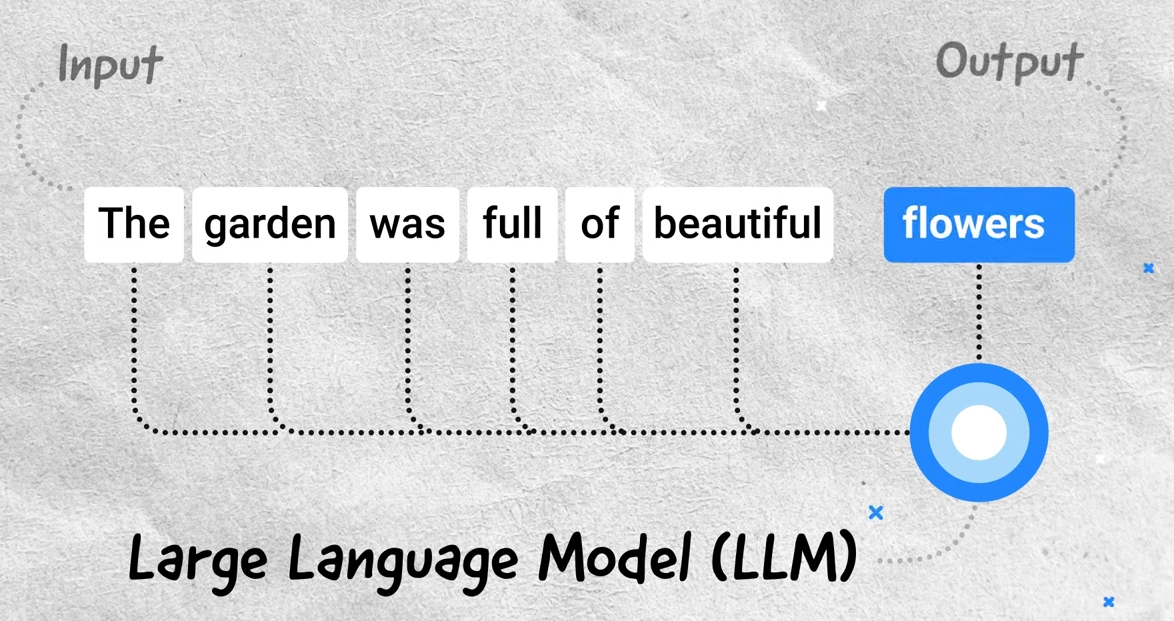 Input
Output
The garden was full of beautiful flowers
Large Language Model (LLM)